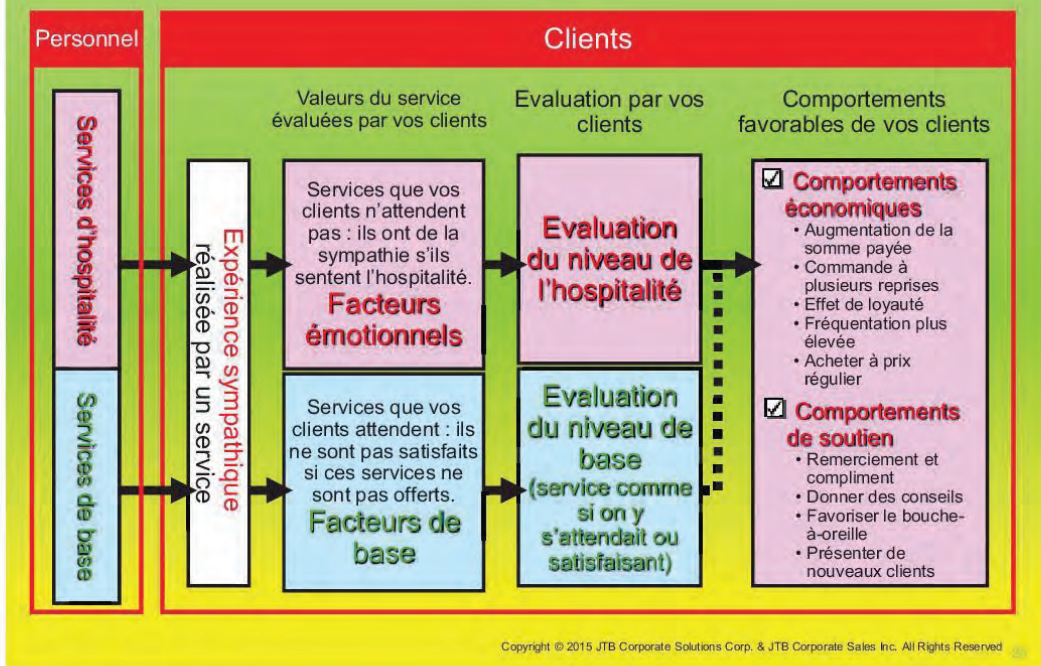 Personnel
Clients
Services d'hospitalité
Services de base
Expérience sympathique
réalisée par un service
Valeurs du service
évaluées par vos clients
Services que vos
clients n'attendent
pas : ils ont de la
sympathie s'ils
sentent l'hospitalité.
Facteurs
émotionnels
Services que vos
clients attendent : ils
ne sont pas satisfaits
si ces services ne
sont pas offerts.
Facteurs de
base
Evaluation par vos
clients
Evaluation
du niveau de
l'hospitalité
Evaluation
du niveau de
base
(service comme
si on y
s'attendait ou
satisfaisant)
Comportements
favorables de vos clients
Comportements
économiques
• Augmentation de la
somme payée
• Commande à
plusieurs reprises
• Effet de loyauté
• Fréquentation plus
élevée
• Acheter à prix
régulier
Comportements
de soutien
• Remerciement et
compliment
• Donner des conseils
• Favoriser le bouche-
à-oreille
• Présenter de
nouveaux clients
Copyright © 2015 JTB Corporate Solutions Corp. & JTB Corporate Sales Inc. All Rights Reserved